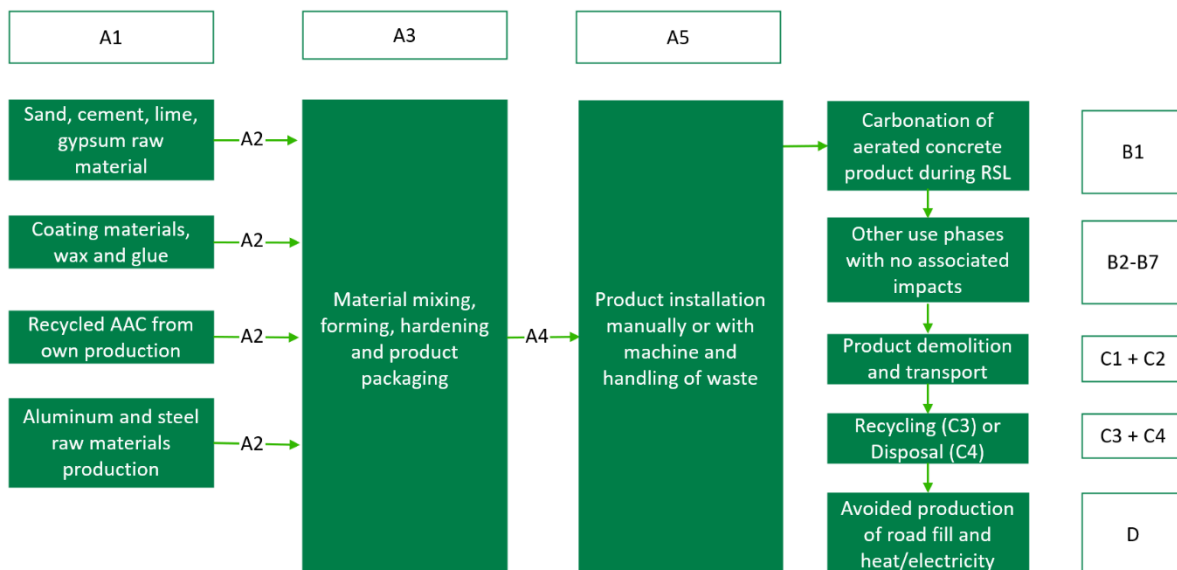 A1
A3
A5
Sand, cement, lime,
gypsum raw
material
A2
Coating materials,
wax and glue
A2
Recycled AAC from
own production
A2
Aluminum and steel
raw materials
production
A2
Material mixing,
forming, hardening
and product
packaging
A4
Product installation
manually or with
machine and
handling of waste
Carbonation of
aerated concrete
product during RSL
B1
Other use phases
with no associated
impacts
B2-B7
Product demolition
and transport
C1 + C2
Recycling (C3) or
Disposal (C4)
C3 + C4
Avoided production
of road fill and
heat/electricity
D